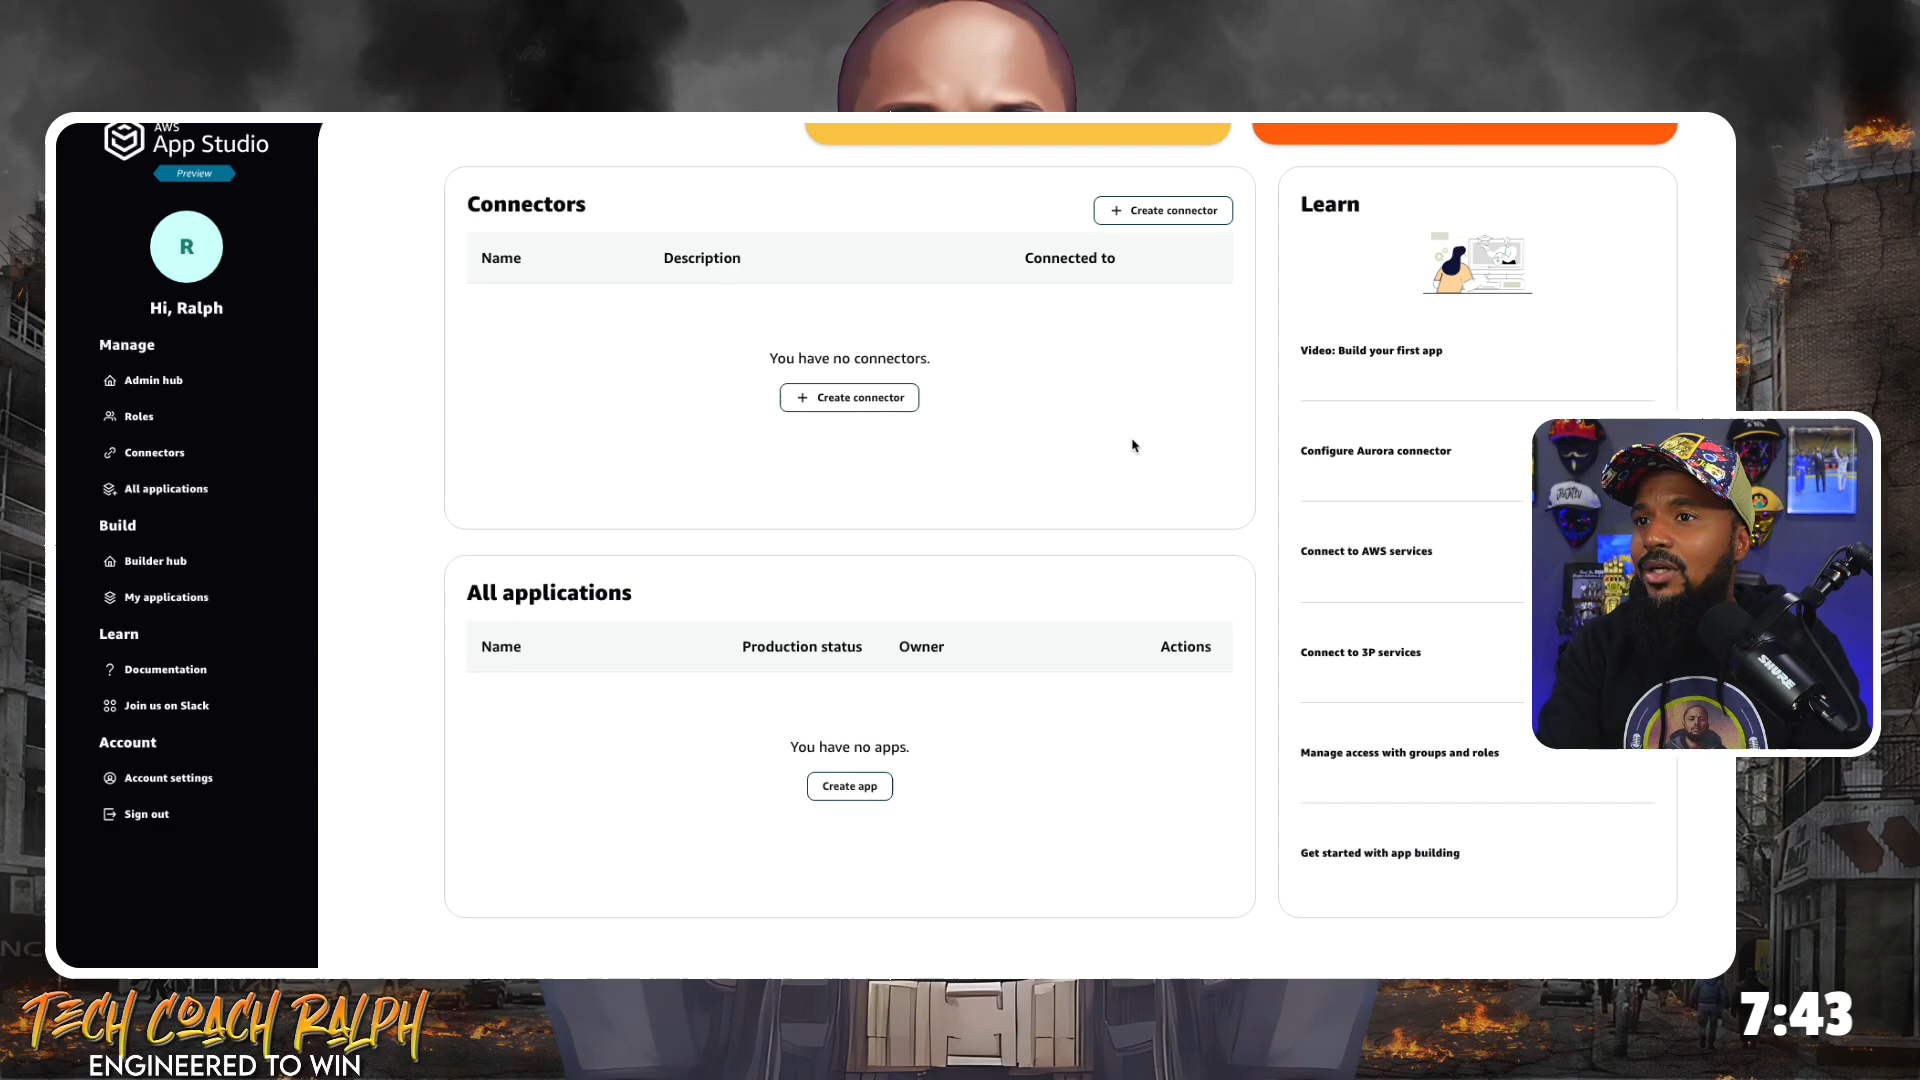 AWS
App Studio
Preview
R
Hi, Ralph
Manage
Admin hub
Roles
Connectors
All applications
Build
Builder hub
My applications
Learn
? Documentation
Join us on Slack
Account
Account settings
Sign out
Connectors
+ Create connector
Name Description Connected to
You have no connectors.
+ Create connector
All applications
Name Production status Owner Actions
You have no apps.
Create app
Learn
Video: Build your first app
Configure Aurora connector
Connect to AWS services
Connect to 3P services
Manage access with groups and roles
Get started with app building
SHURE
TECH COACH RALPH
ENGINEERED TO WIN
7:43